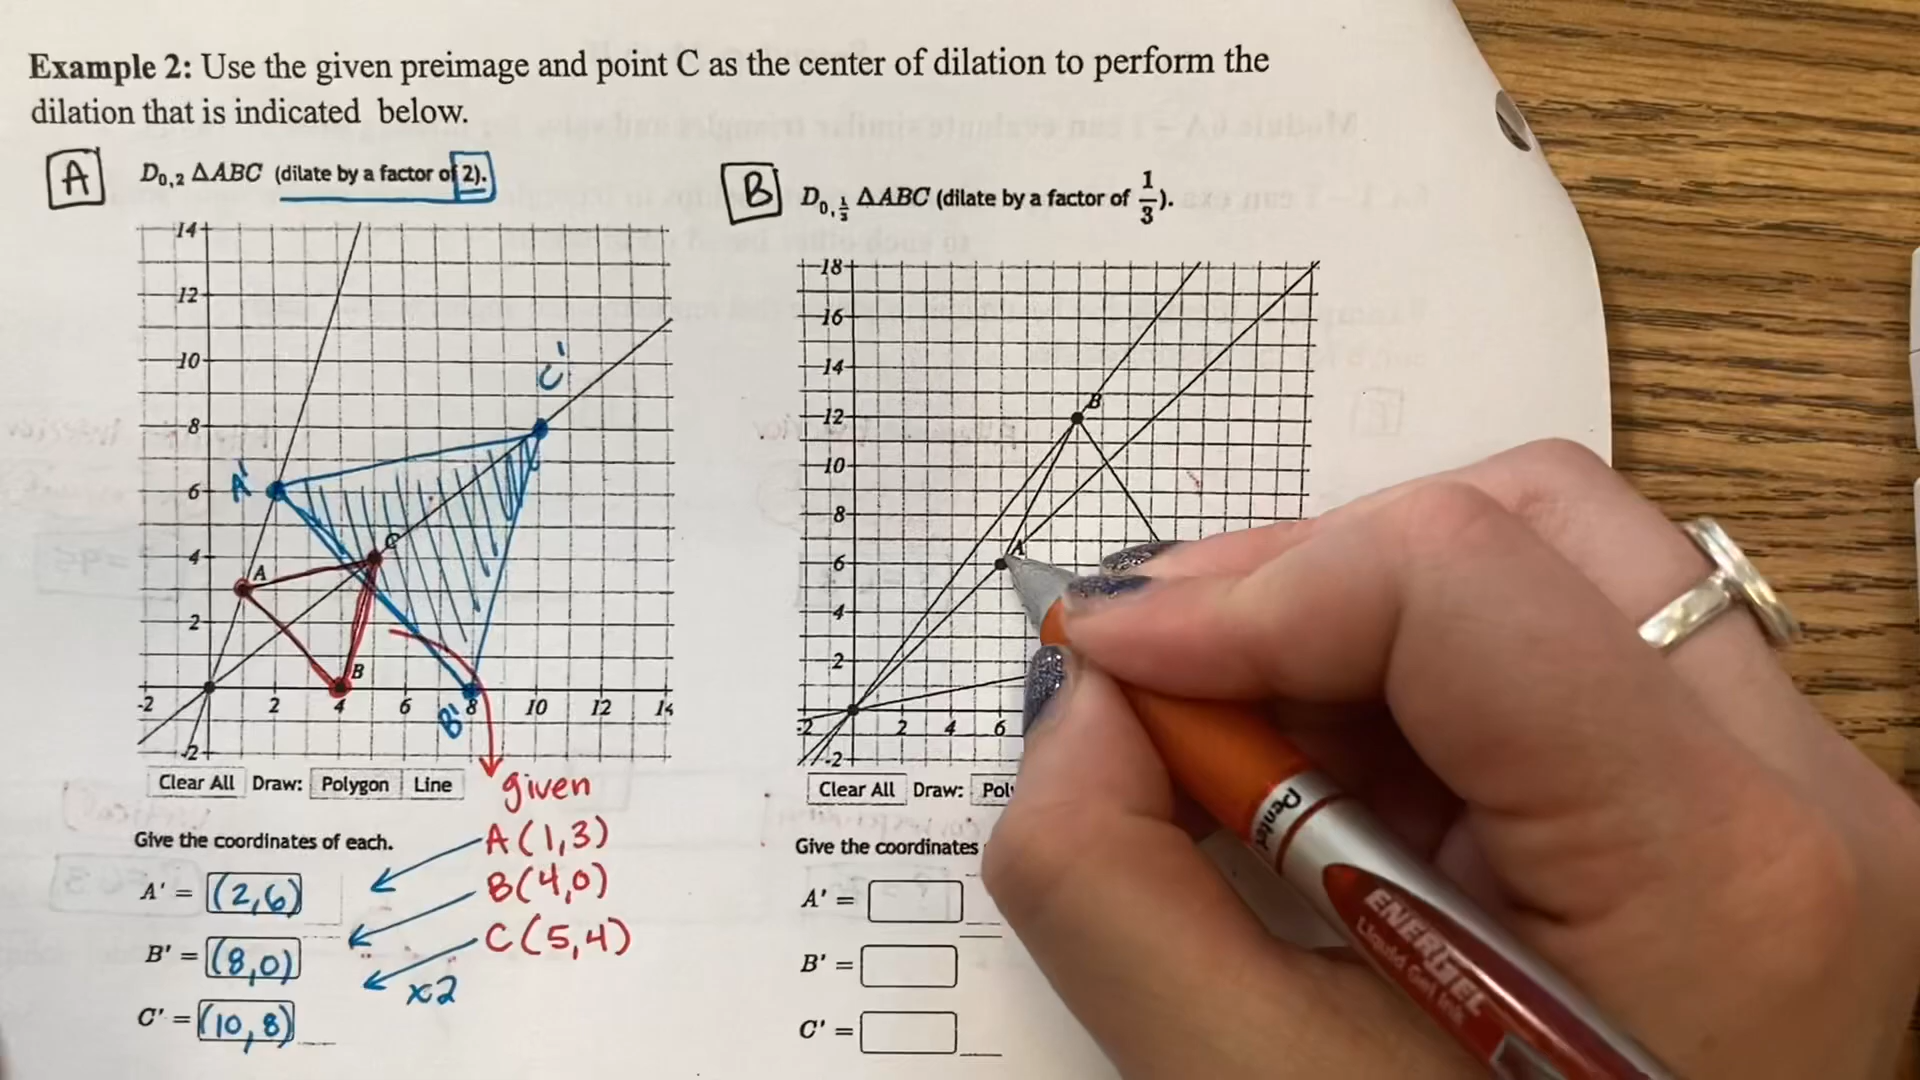 Example 2: Use the given preimage and point C as the center of dilation to perform the
dilation that is indicated below.
A
D₀,₂ ΔABC (dilate by a factor of 2).
14
12
10
8
6
4
2
-2
-2 2 4 6 8 10 12 14
A
B
C
A'
B'
C'
Clear All Draw: Polygon Line
given
A(1,3)
B(4,0)
C(5,4)
x2
Give the coordinates of each.
A' = (2,6)
B' = (8,0)
C' = (10,8)
B
D₀,⅓ ΔABC (dilate by a factor of 1/3).
18
16
14
12
10
8
6
4
2
-2
-2 2 4 6
B
A
Clear All Draw:
Give the coordinates
A' =
B' =
C' =
Pentel
ENERGEL
Liquid Gel Ink